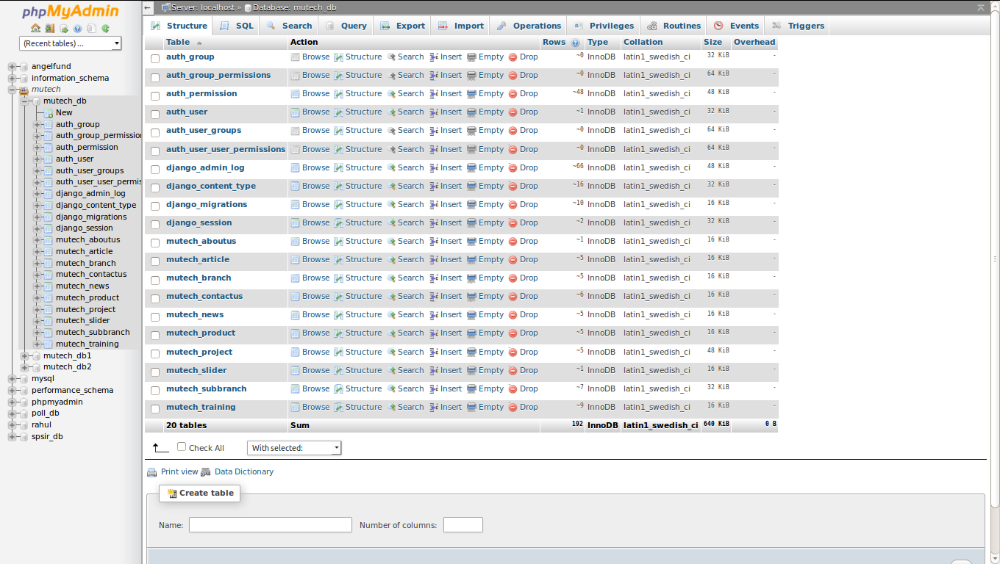 phpMyAdmin
(Recent tables) ...
angelfund
information_schema
mutech
mutech_db
New
auth_group
auth_group_permission
auth_permission
auth_user
auth_user_groups
auth_user_user_permis
django_admin_log
django_content_type
django_migrations
django_session
mutech_aboutus
mutech_article
mutech_branch
mutech_contactus
mutech_news
mutech_product
mutech_project
mutech_slider
mutech_subbranch
mutech_training
mutech_db1
mutech_db2
mysql
performance_schema
phpmyadmin
poll_db
rahul
spsir_db
Server: localhost » Database: mutech_db
Structure SQL Search Query Export Import Operations Privileges Routines Events Triggers
Table Action Rows Type Collation Size Overhead
auth_group Browse Structure Search Insert Empty Drop ~0 InnoDB latin1_swedish_ci 32 KiB -
auth_group_permissions Browse Structure Search Insert Empty Drop ~0 InnoDB latin1_swedish_ci 64 KiB -
auth_permission Browse Structure Search Insert Empty Drop ~48 InnoDB latin1_swedish_ci 48 KiB -
auth_user Browse Structure Search Insert Empty Drop ~1 InnoDB latin1_swedish_ci 32 KiB -
auth_user_groups Browse Structure Search Insert Empty Drop ~0 InnoDB latin1_swedish_ci 64 KiB -
auth_user_user_permissions Browse Structure Search Insert Empty Drop ~0 InnoDB latin1_swedish_ci 64 KiB -
django_admin_log Browse Structure Search Insert Empty Drop ~66 InnoDB latin1_swedish_ci 48 KiB -
django_content_type Browse Structure Search Insert Empty Drop ~16 InnoDB latin1_swedish_ci 32 KiB -
django_migrations Browse Structure Search Insert Empty Drop ~10 InnoDB latin1_swedish_ci 16 KiB -
django_session Browse Structure Search Insert Empty Drop ~2 InnoDB latin1_swedish_ci 32 KiB -
mutech_aboutus Browse Structure Search Insert Empty Drop ~1 InnoDB latin1_swedish_ci 16 KiB -
mutech_article Browse Structure Search Insert Empty Drop ~5 InnoDB latin1_swedish_ci 16 KiB -
mutech_branch Browse Structure Search Insert Empty Drop ~5 InnoDB latin1_swedish_ci 16 KiB -
mutech_contactus Browse Structure Search Insert Empty Drop ~6 InnoDB latin1_swedish_ci 16 KiB -
mutech_news Browse Structure Search Insert Empty Drop ~5 InnoDB latin1_swedish_ci 16 KiB -
mutech_product Browse Structure Search Insert Empty Drop ~5 InnoDB latin1_swedish_ci 16 KiB -
mutech_project Browse Structure Search Insert Empty Drop ~5 InnoDB latin1_swedish_ci 48 KiB -
mutech_slider Browse Structure Search Insert Empty Drop ~1 InnoDB latin1_swedish_ci 16 KiB -
mutech_subbranch Browse Structure Search Insert Empty Drop ~7 InnoDB latin1_swedish_ci 32 KiB -
mutech_training Browse Structure Search Insert Empty Drop ~9 InnoDB latin1_swedish_ci 16 KiB -
20 tables Sum 192 InnoDB latin1_swedish_ci 640 KiB 0 B
Check All With selected:
Print view Data Dictionary
Create table
Name: Number of columns: